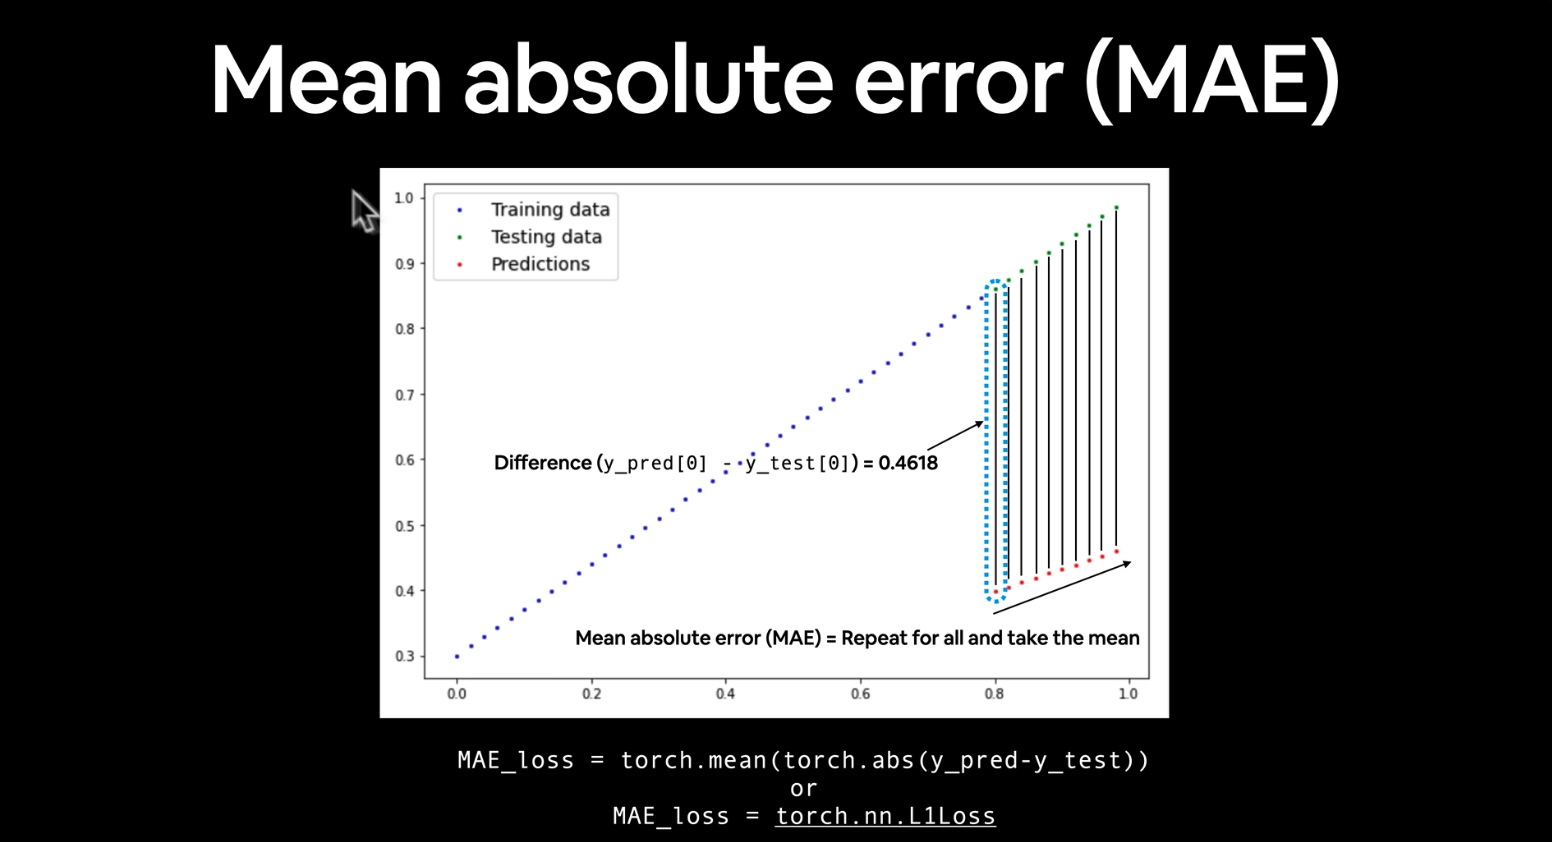 Mean absolute error (MAE)
Training data
Testing data
Predictions
1.0
0.9
0.8
0.7
0.6
0.5
0.4
0.3
Difference (y_pred[0] - y_test[0]) = 0.4618
Mean absolute error (MAE) = Repeat for all and take the mean
0.0 0.2 0.4 0.6 0.8 1.0
MAE_loss = torch.mean(torch.abs(y_pred-y_test))
or
MAE_loss = torch.nn.L1Loss